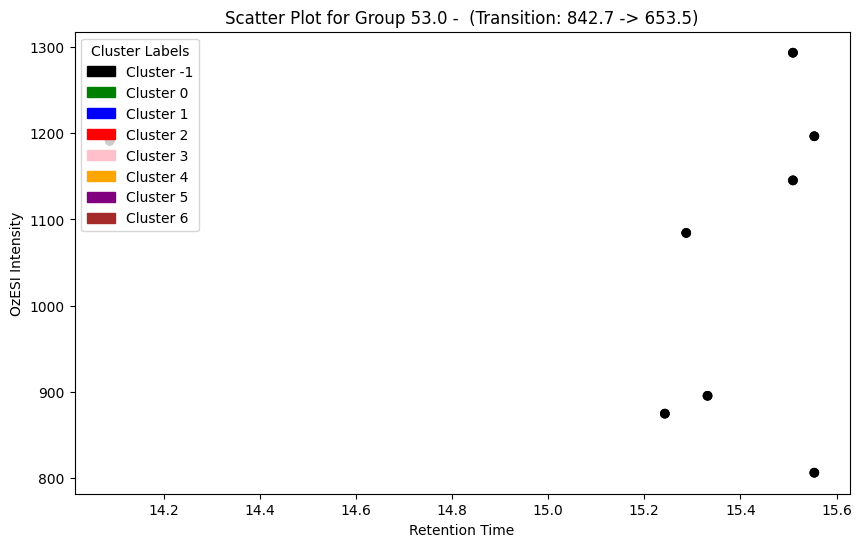 Scatter Plot for Group 53.0 -  (Transition: 842.7 -> 653.5)
Cluster Labels
Cluster -1
Cluster 0
Cluster 1
Cluster 2
Cluster 3
Cluster 4
Cluster 5
Cluster 6
OzESI Intensity
1300
1200
1100
1000
900
800
14.2 14.4 14.6 14.8 15.0 15.2 15.4 15.6
Retention Time